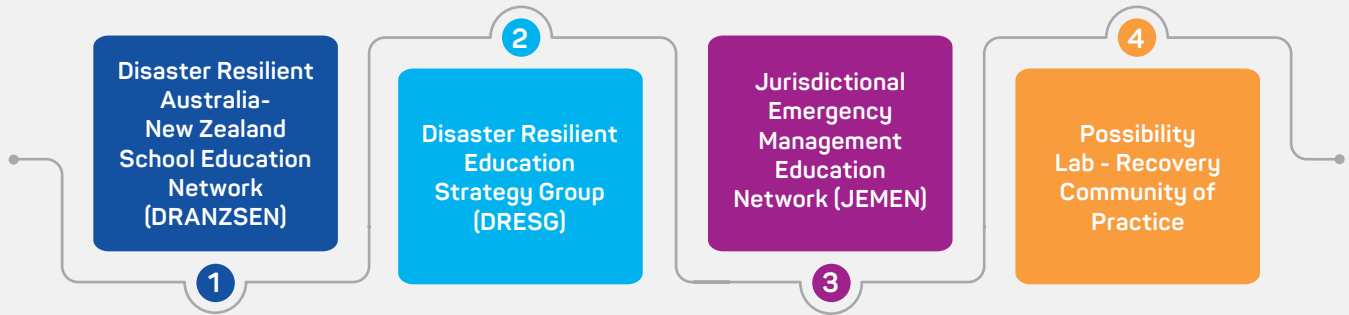 Disaster Resilient
Australia-
New Zealand
School Education
Network
(DRANZSEN)
1
2
Disaster Resilient
Education
Strategy Group
(DRESG)
Jurisdictional
Emergency
Management
Education
Network (JEMEN)
3
4
Possibility
Lab - Recovery
Community of
Practice